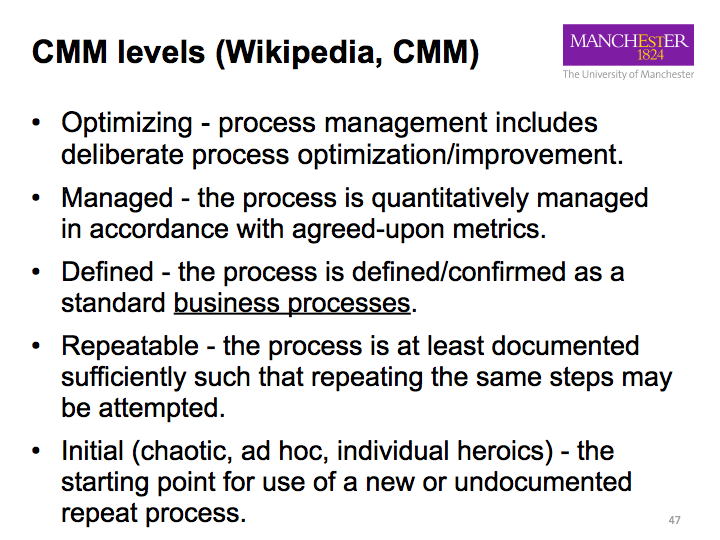 CMM levels (Wikipedia, CMM)
MANCHESTER
1824
The University of Manchester
• Optimizing - process management includes
deliberate process optimization/improvement.
• Managed - the process is quantitatively managed
in accordance with agreed-upon metrics.
• Defined - the process is defined/confirmed as a
standard business processes.
• Repeatable - the process is at least documented
sufficiently such that repeating the same steps may
be attempted.
• Initial (chaotic, ad hoc, individual heroics) - the
starting point for use of a new or undocumented
repeat process.
47